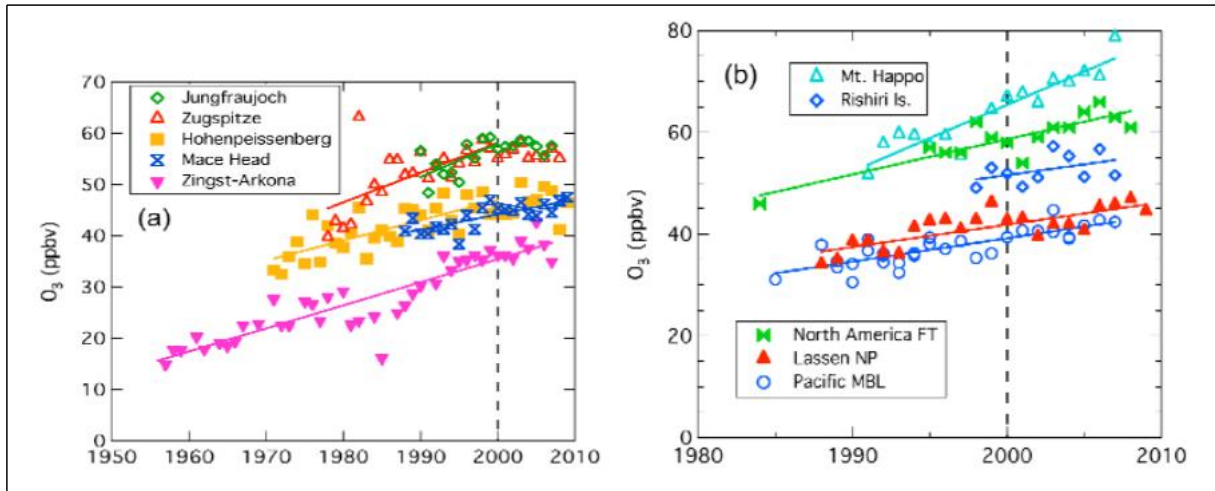 70
60
50
40
30
20
10
0
O3 (ppbv)
Jungfraujoch
Zugspitze
Hohenpeissenberg
Mace Head
Zingst-Arkona
(a)
1950 1960 1970 1980 1990 2000 2010
80
60
40
20
0
O3 (ppbv)
(b)
Mt. Happo
Rishiri Is.
North America FT
Lassen NP
Pacific MBL
1980 1990 2000 2010